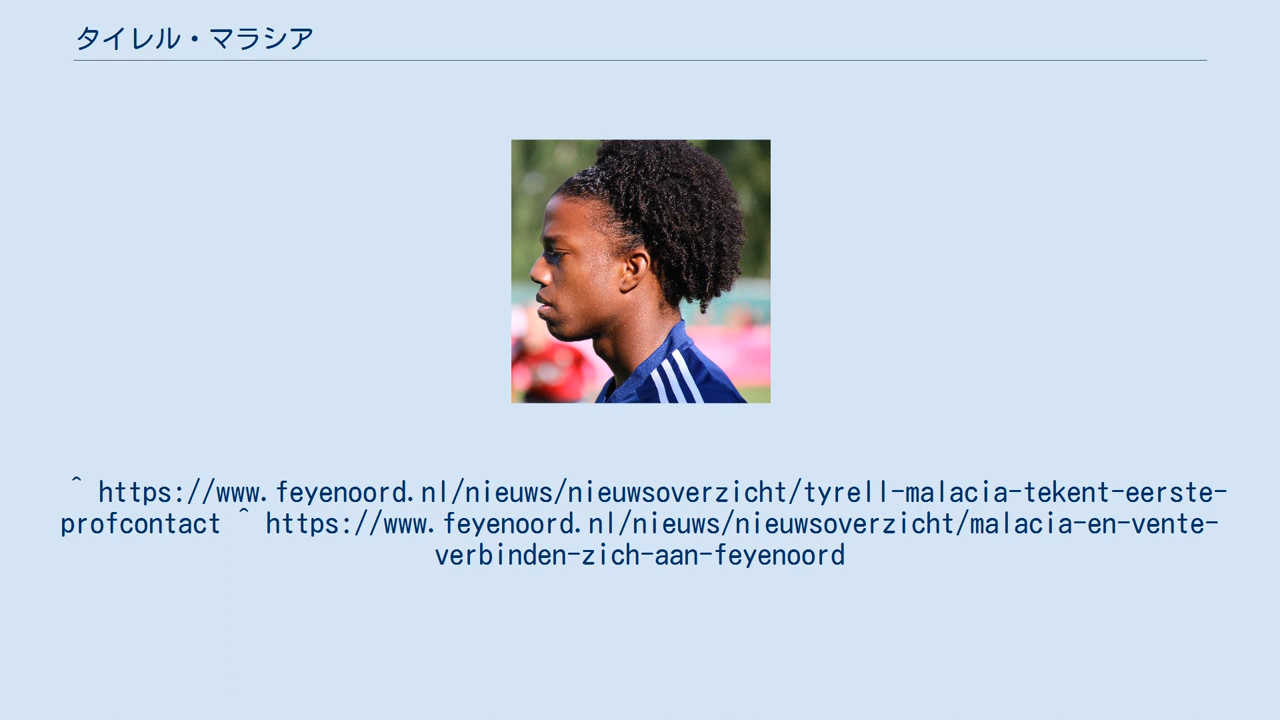 タイレル・マラシア
^ https://www.feyenoord.nl/nieuws/nieuwsoverzicht/tyrell-malacia-tekent-eerste-
profcontact ^ https://www.feyenoord.nl/nieuws/nieuwsoverzicht/malacia-en-vente-
verbinden-zich-aan-feyenoord